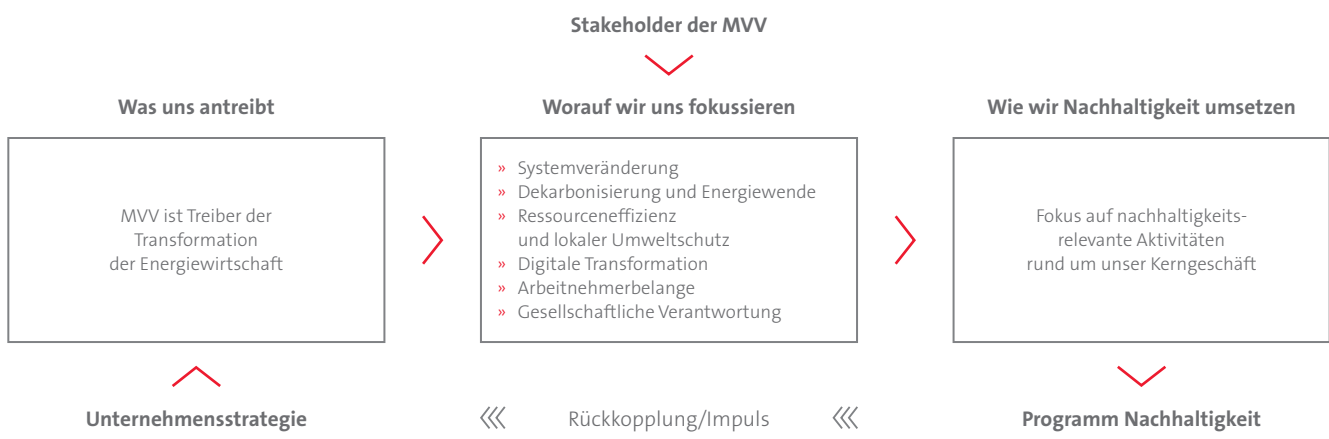 Stakeholder der MVV
Was uns antreibt
Worauf wir uns fokussieren
Wie wir Nachhaltigkeit umsetzen
MVV ist Treiber der
Transformation
der Energiewirtschaft
» Systemveränderung
» Dekarbonisierung und Energiewende
» Ressourceneffizienz
und lokaler Umweltschutz
» Digitale Transformation
» Arbeitnehmerbelange
» Gesellschaftliche Verantwortung
Fokus auf nachhaltigkeits-
relevante Aktivitäten
rund um unser Kerngeschäft
Unternehmensstrategie
Rückkopplung/Impuls
Programm Nachhaltigkeit